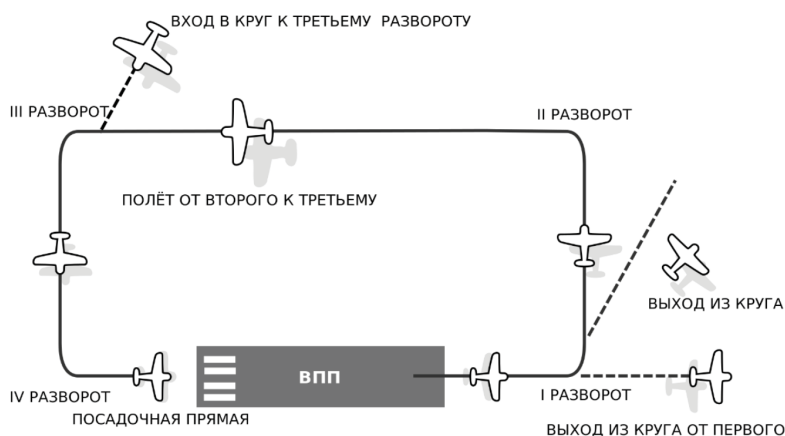 ВХОД В КРУГ К ТРЕТЬЕМУ РАЗВОРОТУ
III РАЗВОРОТ
II РАЗВОРОТ
ПОЛЁТ ОТ ВТОРОГО К ТРЕТЬЕМУ
ВЫХОД ИЗ КРУГА
ВПП
IV РАЗВОРОТ
I РАЗВОРОТ
ПОСАДОЧНАЯ ПРЯМАЯ
ВЫХОД ИЗ КРУГА ОТ ПЕРВОГО